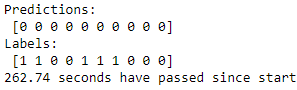 Predictions:
[0 0 0 0 0 0 0 0 0 0]
Labels:
[1 1 0 0 1 1 1 0 0 0]
262.74 seconds have passed since start